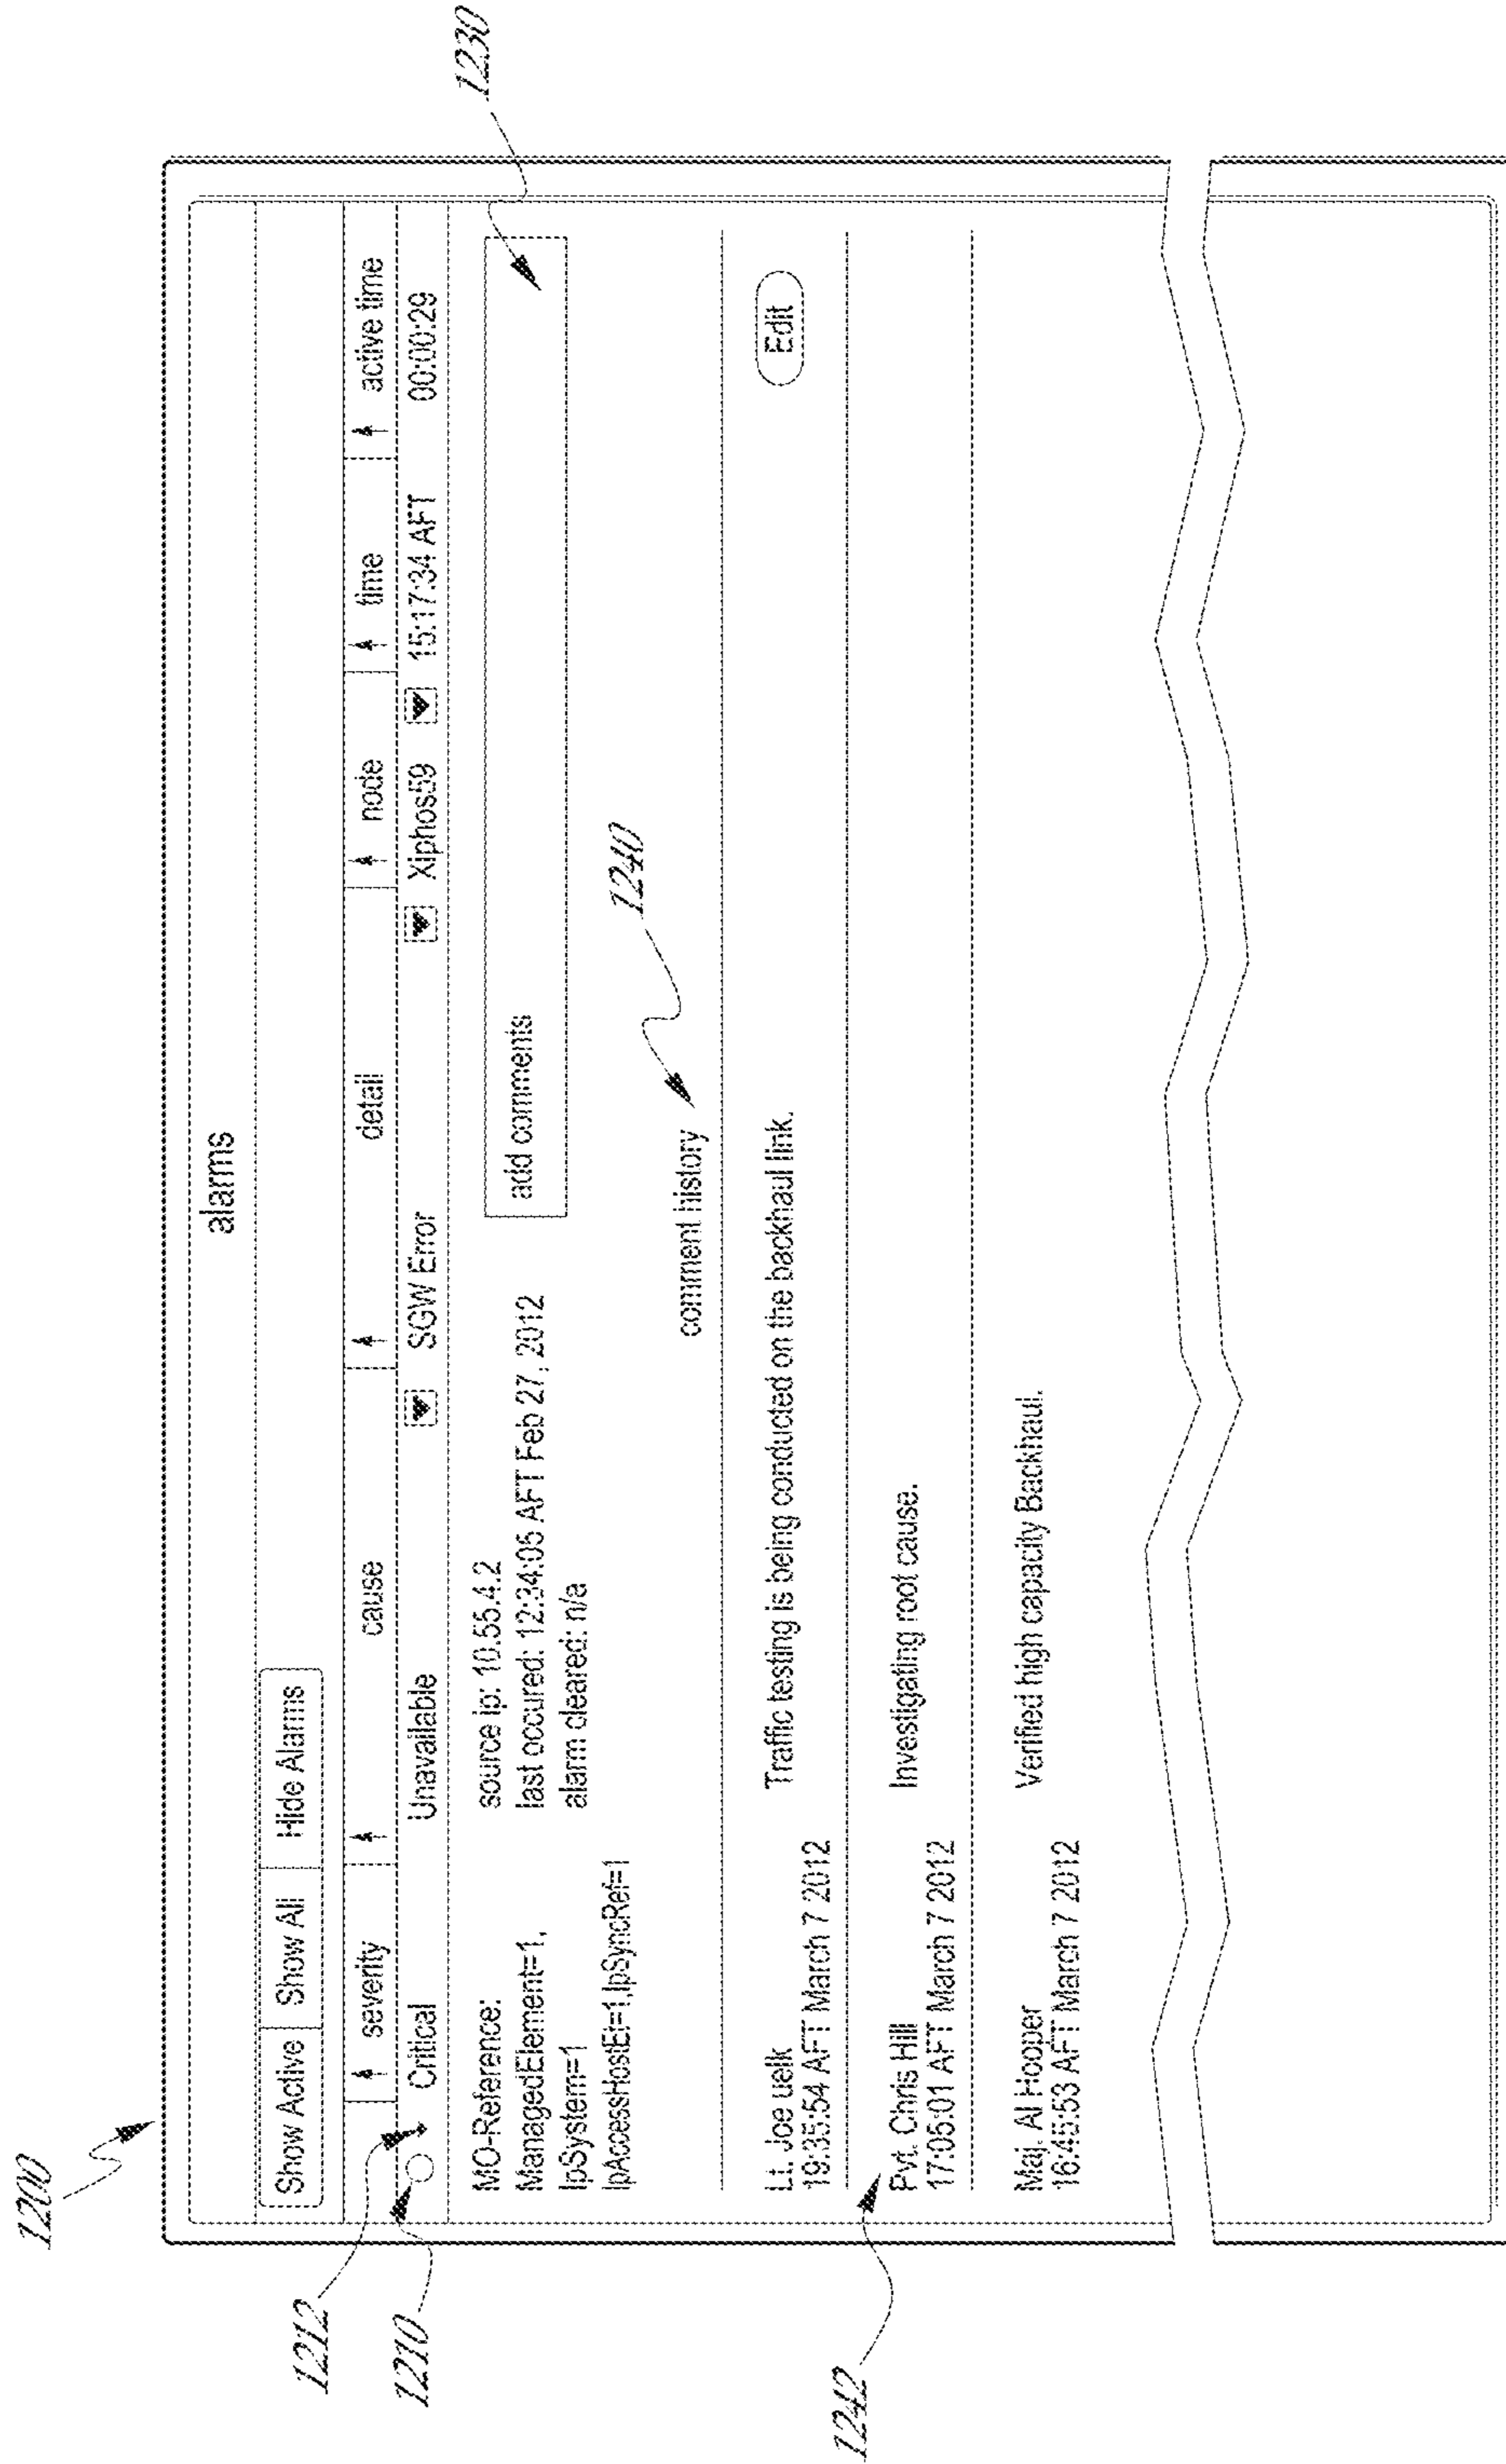 1200
alarms
Show Active Show All Hide Alarms
severity cause detail node time active time
1212
1210
Critical Unavailable SGW Error Xiphos59 15:17:34 AFT 00:00:29
MO-Reference:
ManagedElement=1,
IpSystem=1
IpAccessHostEt=1,IpSyncRef=1
source ip: 10.55.4.2
last occured: 12:34:05 AFT Feb 27, 2012
alarm cleared: n/a
add comments
1230
comment history
1240
Lt. Joe uelk
19:35:54 AFT March 7 2012
Traffic testing is being conducted on the backhaul link.
Edit
1242
Pvt. Chris Hill
17:05:01 AFT March 7 2012
Investigating root cause.
Maj. Al Hooper
16:45:53 AFT March 7 2012
Verified high capacity Backhaul.